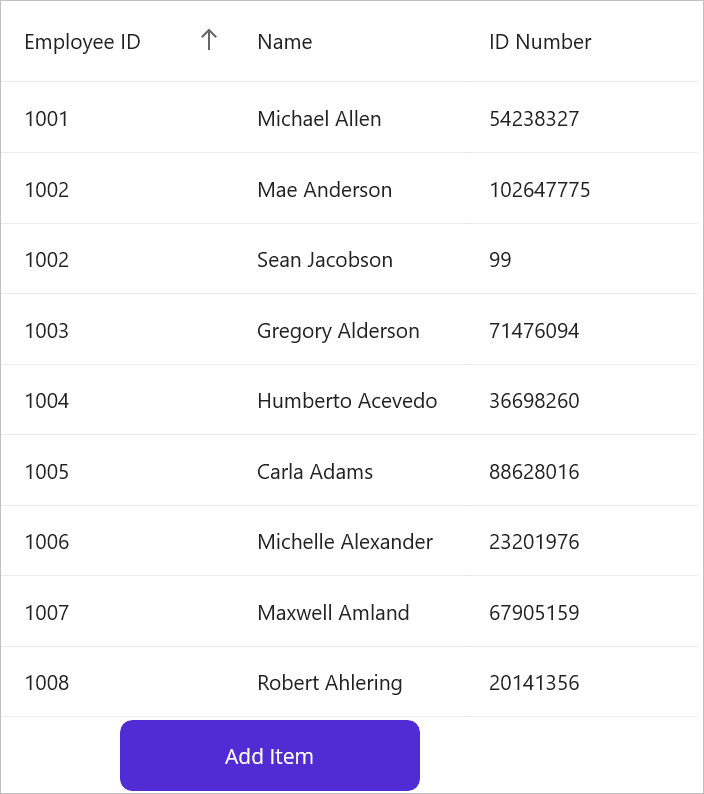 Employee ID ↑ Name ID Number
1001 Michael Allen 54238327
1002 Mae Anderson 102647775
1002 Sean Jacobson 99
1003 Gregory Alderson 71476094
1004 Humberto Acevedo 36698260
1005 Carla Adams 88628016
1006 Michelle Alexander 23201976
1007 Maxwell Amland 67905159
1008 Robert Ahlering 20141356
Add Item